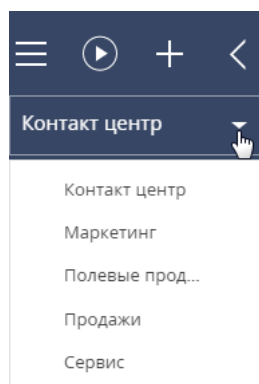 Контакт центр
Контакт центр
Маркетинг
Полевые прод...
Продажи
Сервис